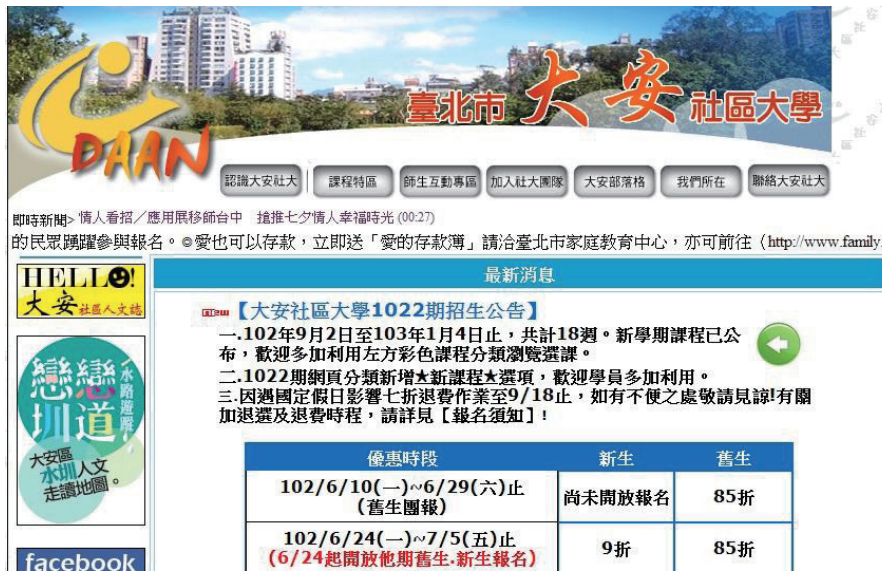 臺北市 大安 社區大學
DAAN
認識大安社大 課程特區 師生互動專區 加入社大團隊 大安部落格 我們所在 聯絡大安社大
即時新聞> 情人看招／應用展移師台中 搶推七夕情人幸福時光 (00:27)
的民眾踴躍參與報名。◎愛也可以存款，立即送「愛的存款簿」請洽臺北市家庭教育中心，亦可前往（http://www.family.
HELLO!
大安社區人文誌
最新消息
new【大安社區大學1022期招生公告】
一.102年9月2日至103年1月4日止，共計18週。新學期課程已公
布，歡迎多加利用左方彩色課程分類瀏覽選課。
二.1022期網頁分類新增★新課程★選項，歡迎學員多加利用。
三.因遇國定假日影響七折退費作業至9/18止，如有不便之處敬請見諒!有關
加退選及退費時程，請詳見【報名須知】!
戀戀圳道
水路遊蹤
大安區
水圳人文
走讀地圖。
優惠時段 新生 舊生
102/6/10(一)~6/29(六)止
(舊生團報)
尚未開放報名 85折
102/6/24(一)~7/5(五)止
(6/24起開放他期舊生.新生報名)
9折 85折
facebook